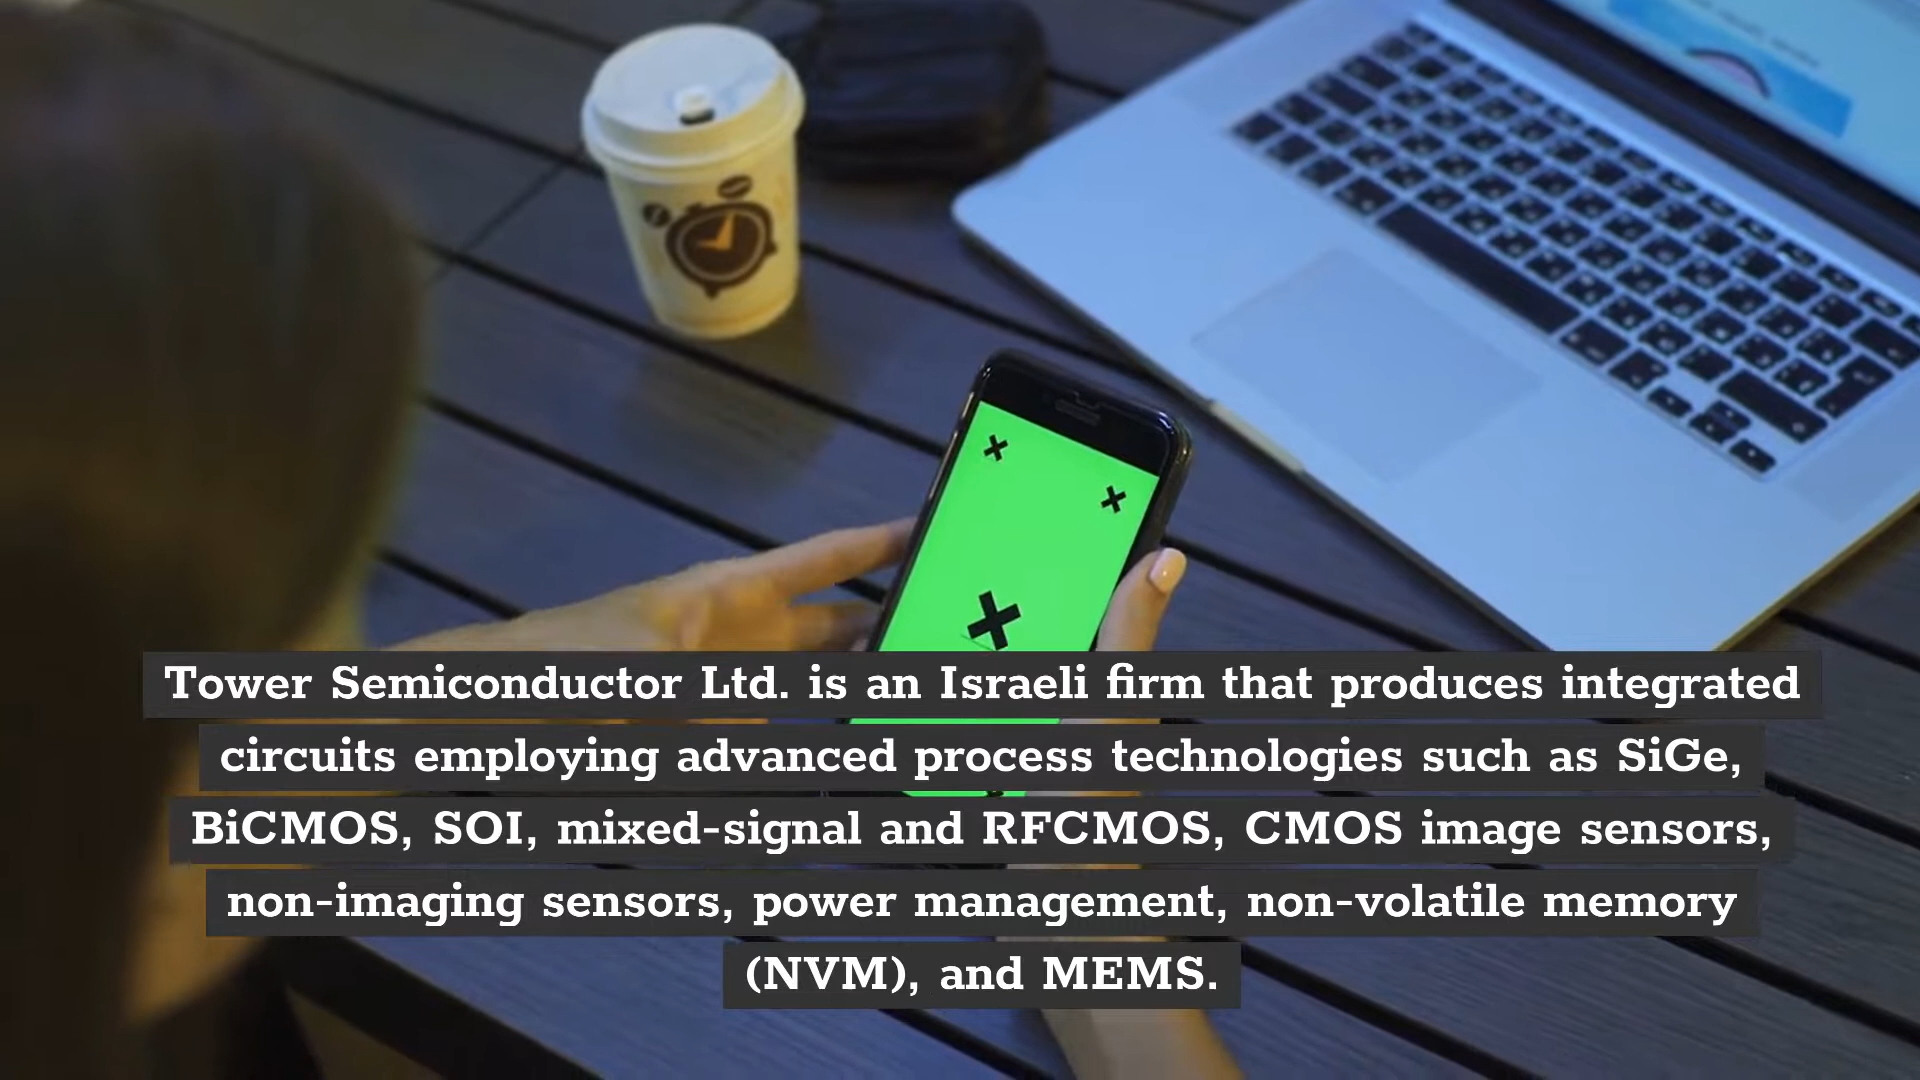 Tower Semiconductor Ltd. is an Israeli firm that produces integrated
circuits employing advanced process technologies such as SiGe,
BiCMOS, SOI, mixed-signal and RFCMOS, CMOS image sensors,
non-imaging sensors, power management, non-volatile memory
(NVM), and MEMS.